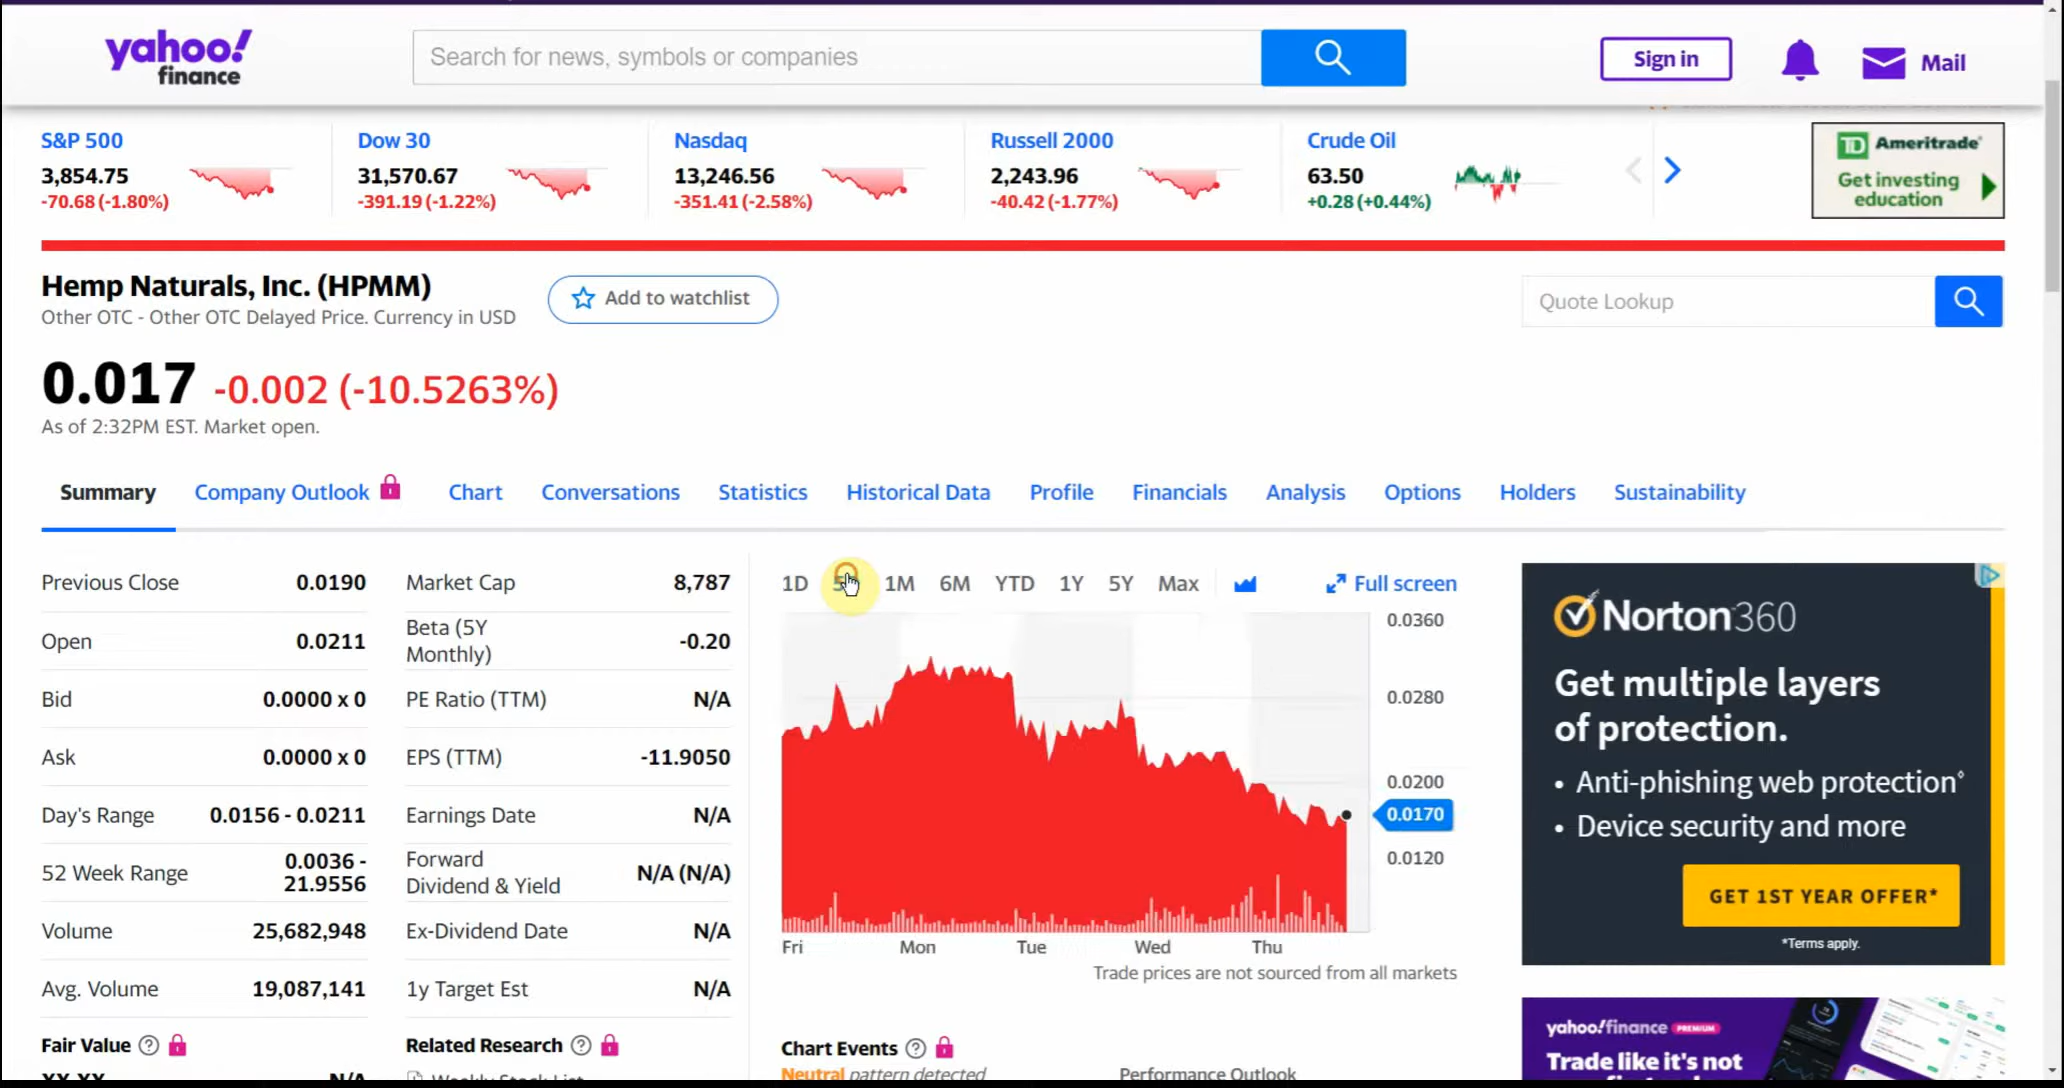 yahoo!
finance
Search for news, symbols or companies
Sign in
Mail
S&P 500
3,854.75
-70.68 (-1.80%)
Dow 30
31,570.67
-391.19 (-1.22%)
Nasdaq
13,246.56
-351.41 (-2.58%)
Russell 2000
2,243.96
-40.42 (-1.77%)
Crude Oil
63.50
+0.28 (+0.44%)
TD Ameritrade
Get investing
education
Hemp Naturals, Inc. (HPMM)
Other OTC - Other OTC Delayed Price. Currency in USD
Add to watchlist
Quote Lookup
0.017 -0.002 (-10.5263%)
As of 2:32PM EST. Market open.
Summary Company Outlook Chart Conversations Statistics Historical Data Profile Financials Analysis Options Holders Sustainability
Previous Close 0.0190
Open 0.0211
Bid 0.0000 x 0
Ask 0.0000 x 0
Day's Range 0.0156 - 0.0211
52 Week Range 0.0036 -
21.9556
Volume 25,682,948
Avg. Volume 19,087,141
Fair Value
XX.XX N/A
Market Cap 8,787
Beta (5Y
Monthly) -0.20
PE Ratio (TTM) N/A
EPS (TTM) -11.9050
Earnings Date N/A
Forward
Dividend & Yield N/A (N/A)
Ex-Dividend Date N/A
1y Target Est N/A
Related Research
Weekly Stock List
1D 1M 6M YTD 1Y 5Y Max Full screen
0.0360
0.0280
0.0200
0.0170
0.0120
Fri Mon Tue Wed Thu
Trade prices are not sourced from all markets
Chart Events
Neutral pattern detected
Performance Outlook
Norton360
Get multiple layers
of protection.
• Anti-phishing web protection◊
• Device security and more
GET 1ST YEAR OFFER*
*Terms apply.
yahoo!finance PREMIUM
Trade like it's not